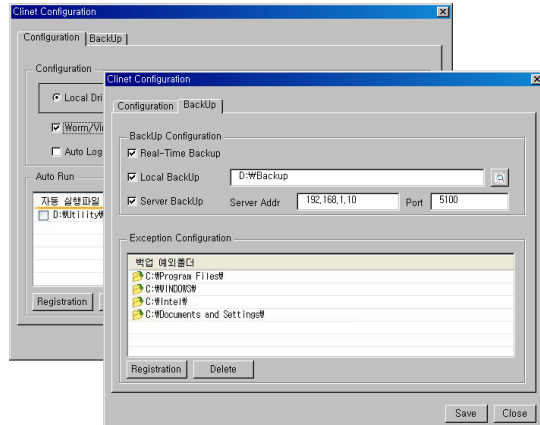 Clinet Configuration
Configuration BackUp
Configuration
Local Dri
Worm/Vi
Auto Log
Auto Run
자동 실행파일
D:₩Utility₩
Registration
Clinet Configuration
Configuration BackUp
BackUp Configuration
Real-Time Backup
Local BackUp D:₩Backup
Server BackUp Server Addr 192,168,1,10 Port 5100
Exception Configuration
백업 예외폴더
C:₩Program Files₩
C:₩WINDOWS₩
C:₩Intel₩
C:₩Documents and Settings₩
Registration Delete
Save Close